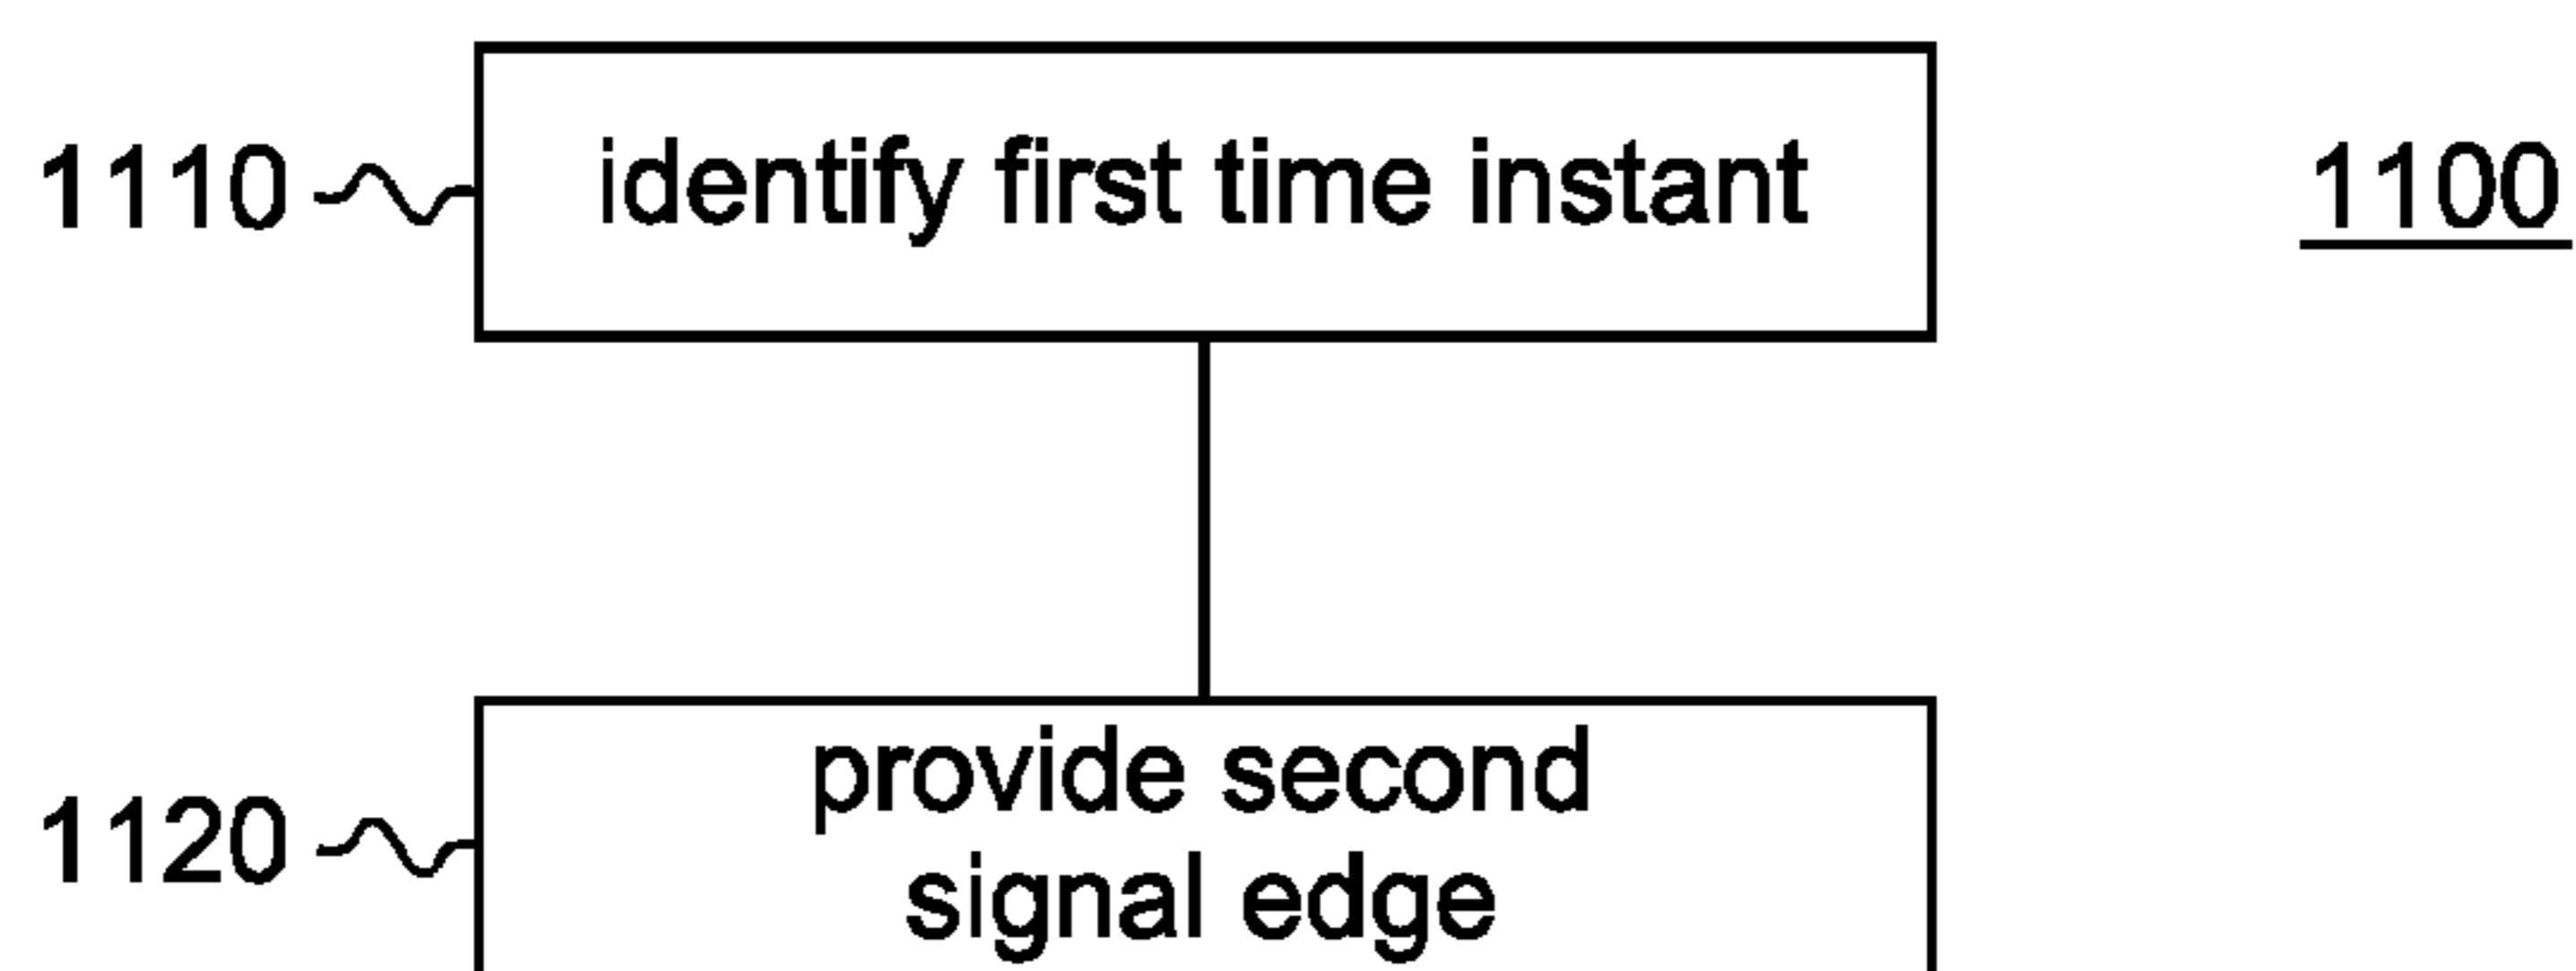 1110 identify first time instant 1100
1120 provide second
signal edge